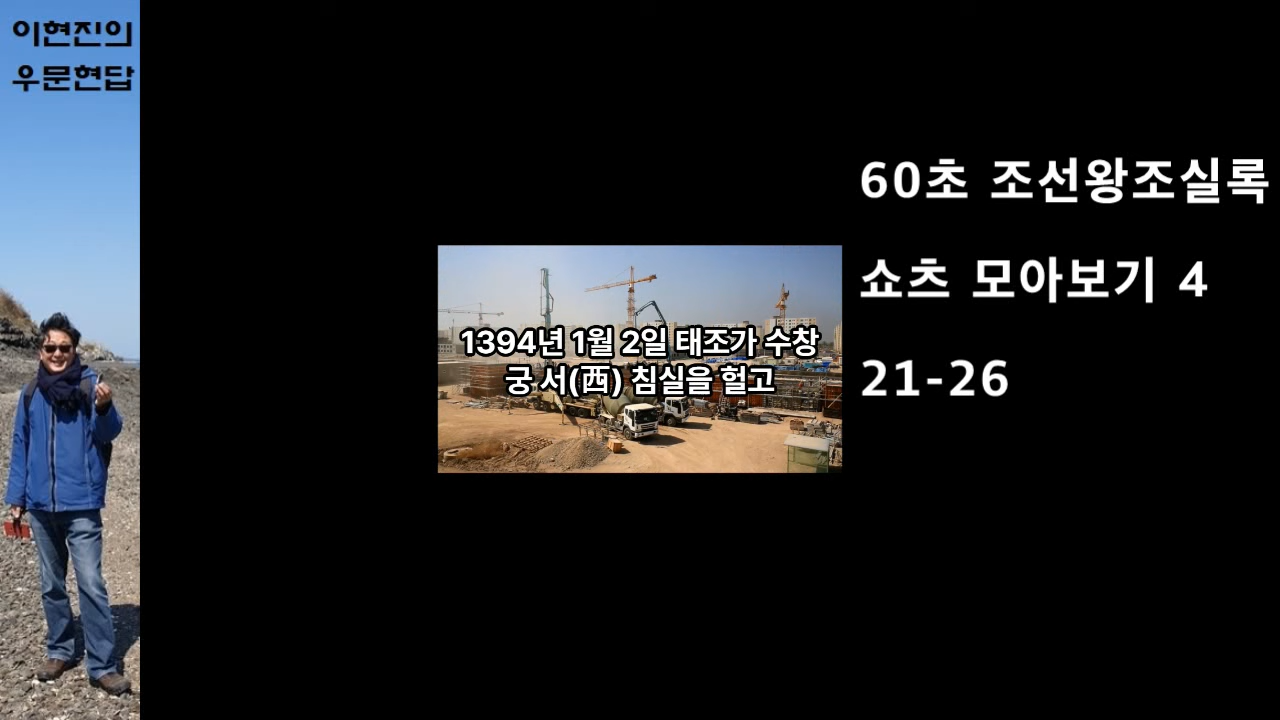 이현진의
우문현답
60초 조선왕조실록
쇼츠 모아보기 4
21-26
1394년 1월 2일 태조가 수창
궁 서(西) 침실을 헐고